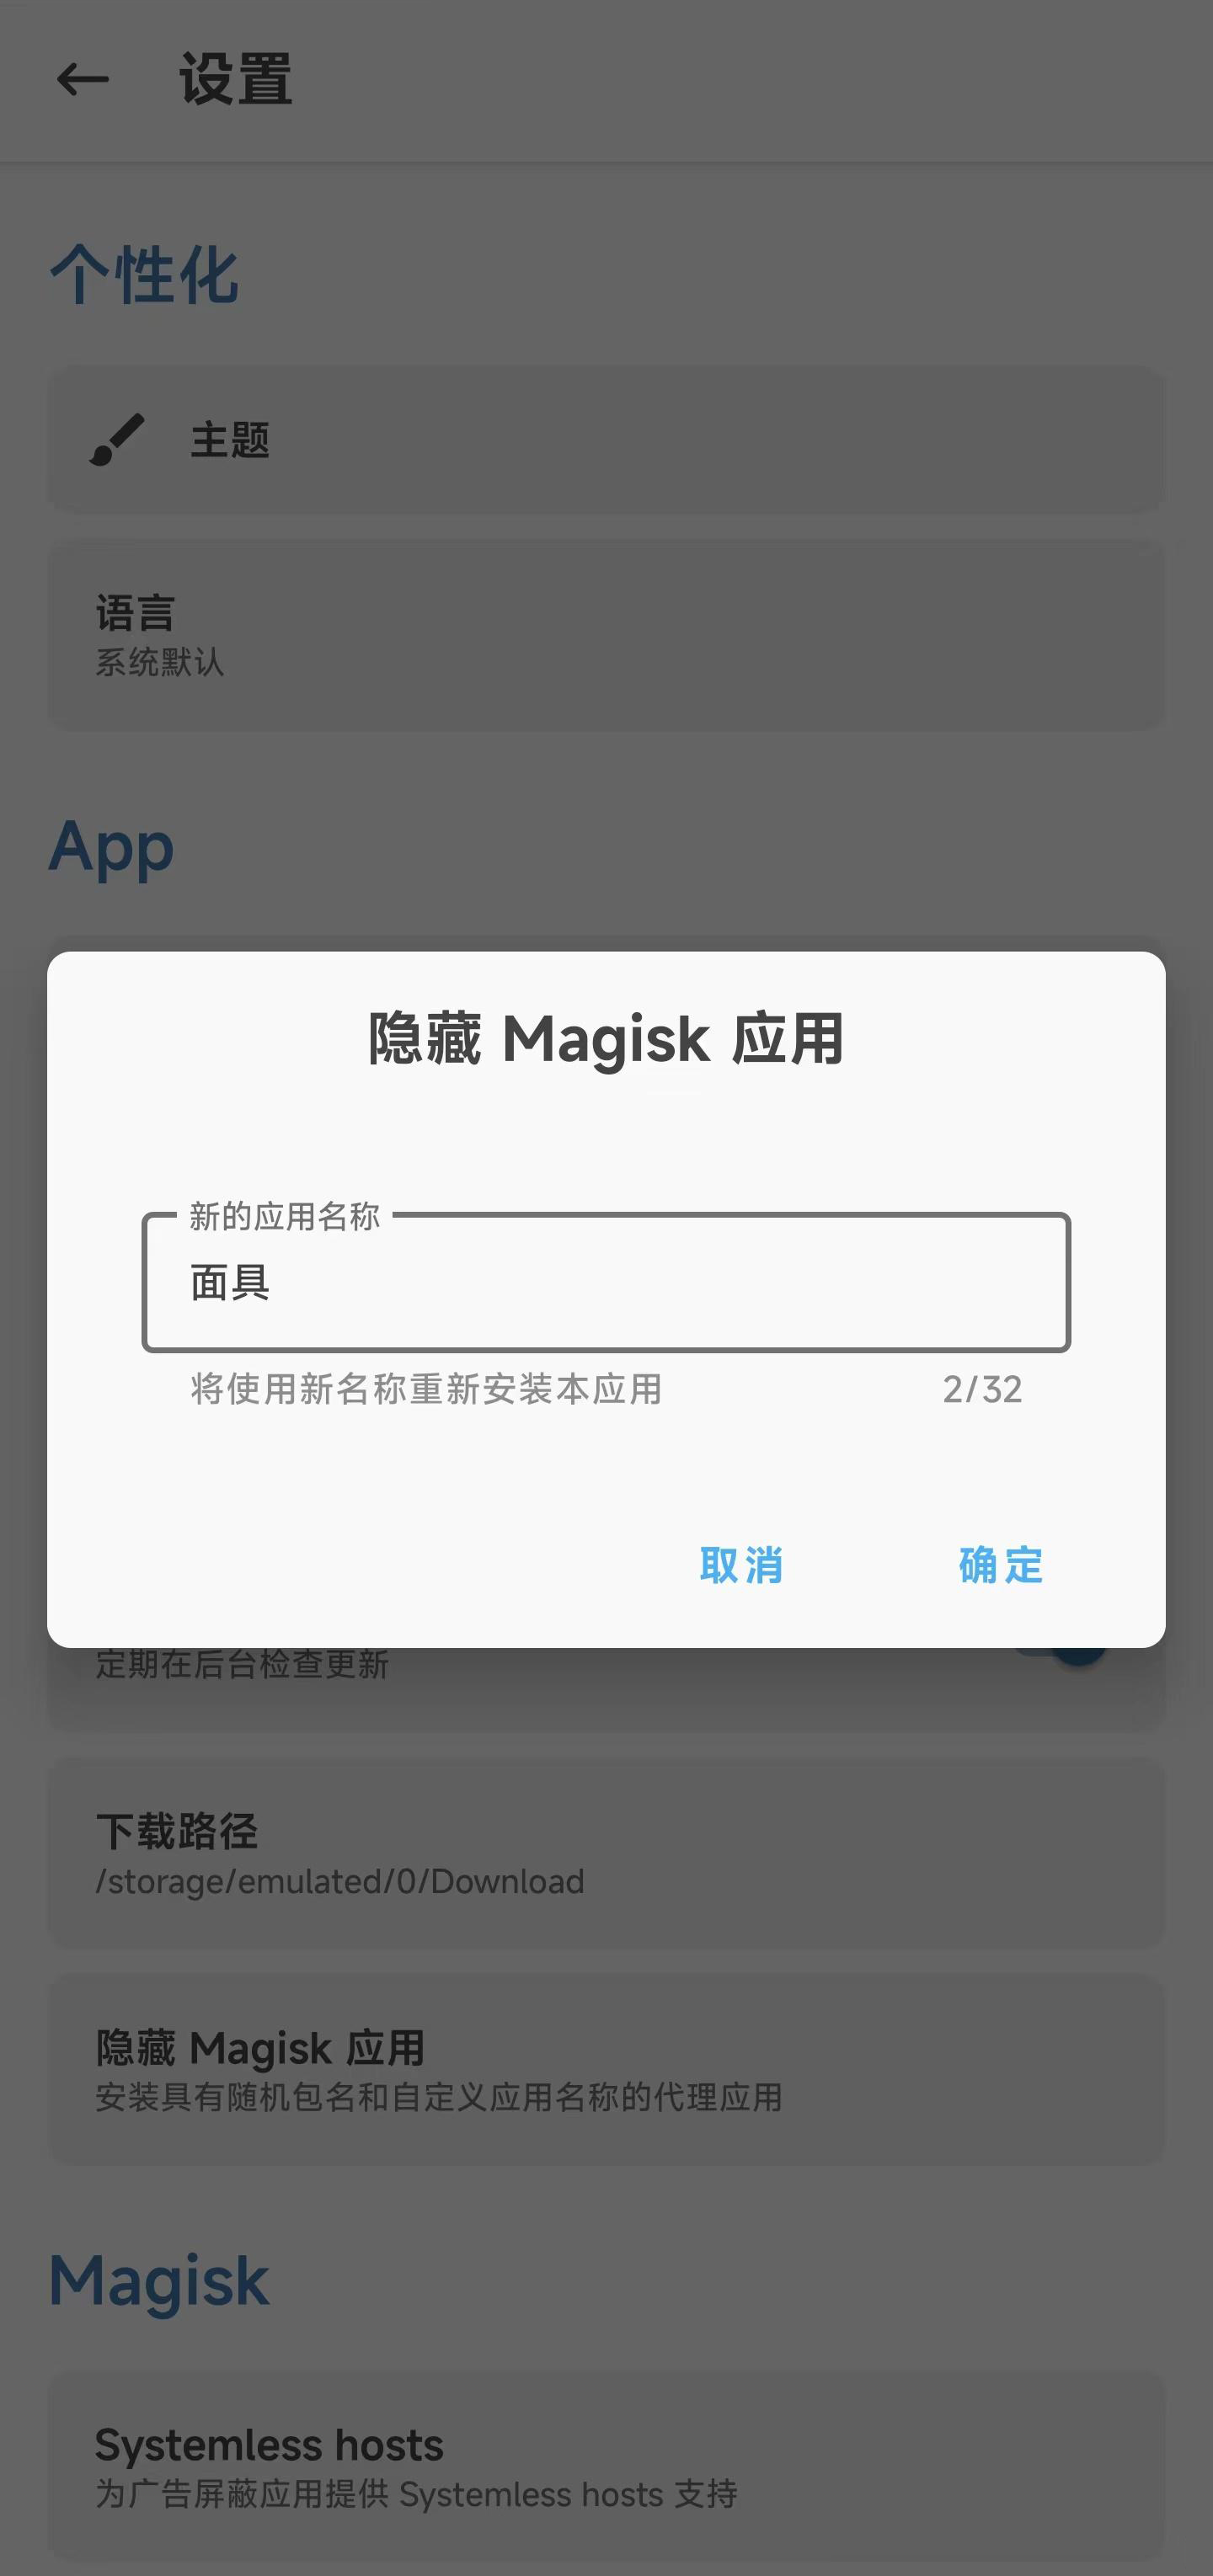 设置
个性化
主题
语言
系统默认
App
隐藏 Magisk 应用
新的应用名称
面具
将使用新名称重新安装本应用 2/32
取消 确定
定期在后台检查更新
下载路径
/storage/emulated/0/Download
隐藏 Magisk 应用
安装具有随机包名和自定义应用名称的代理应用
Magisk
Systemless hosts
为广告屏蔽应用提供 Systemless hosts 支持